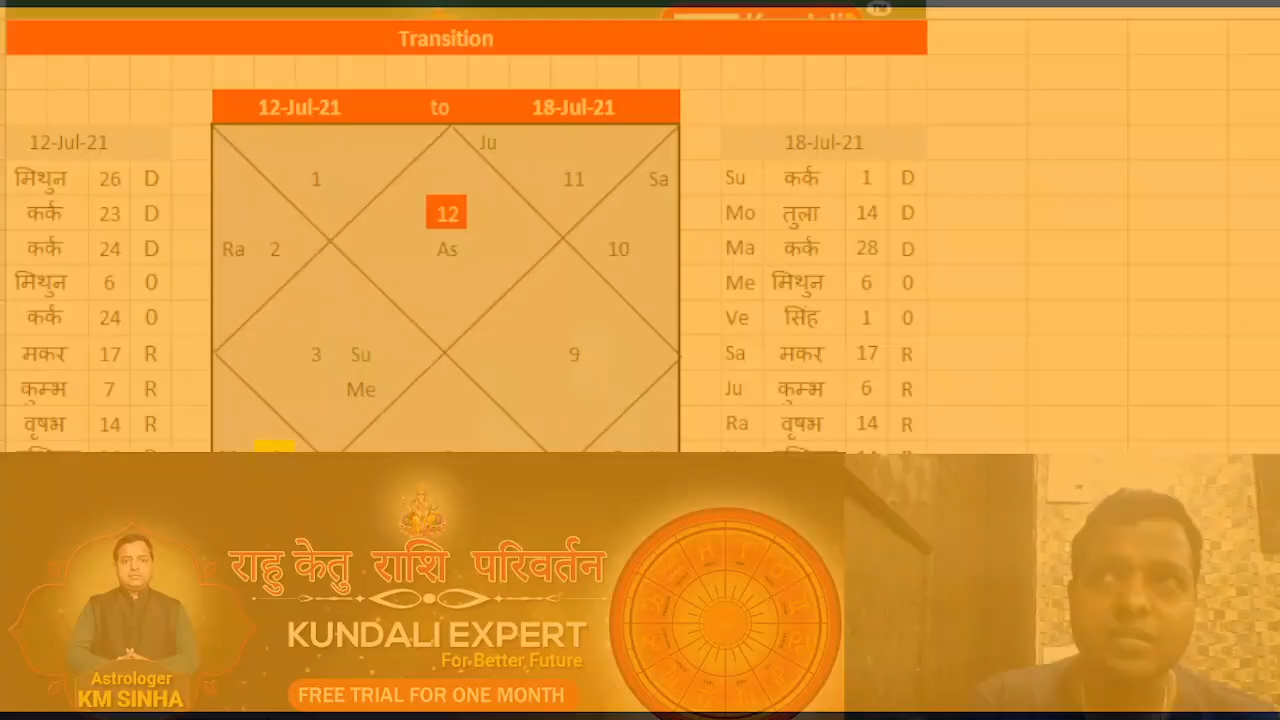 Transition
12-Jul-21 to 18-Jul-21
12-Jul-21
मिथुन 26 D
कर्क 23 D
कर्क 24 D
मिथुन 6 0
कर्क 24 0
मकर 17 R
कुम्भ 7 R
वृषभ 14 R
Ju
1
11
Sa
12
Ra 2
As
10
3 Su
9
Me
18-Jul-21
Su कर्क 1 D
Mo तुला 14 D
Ma कर्क 28 D
Me मिथुन 6 0
Ve सिंह 1 0
Sa मकर 17 R
Ju कुम्भ 6 R
Ra वृषभ 14 R
राहु केतु राशि परिवर्तन
KUNDALI EXPERT
For Better Future
FREE TRIAL FOR ONE MONTH
Astrologer
KM SINHA